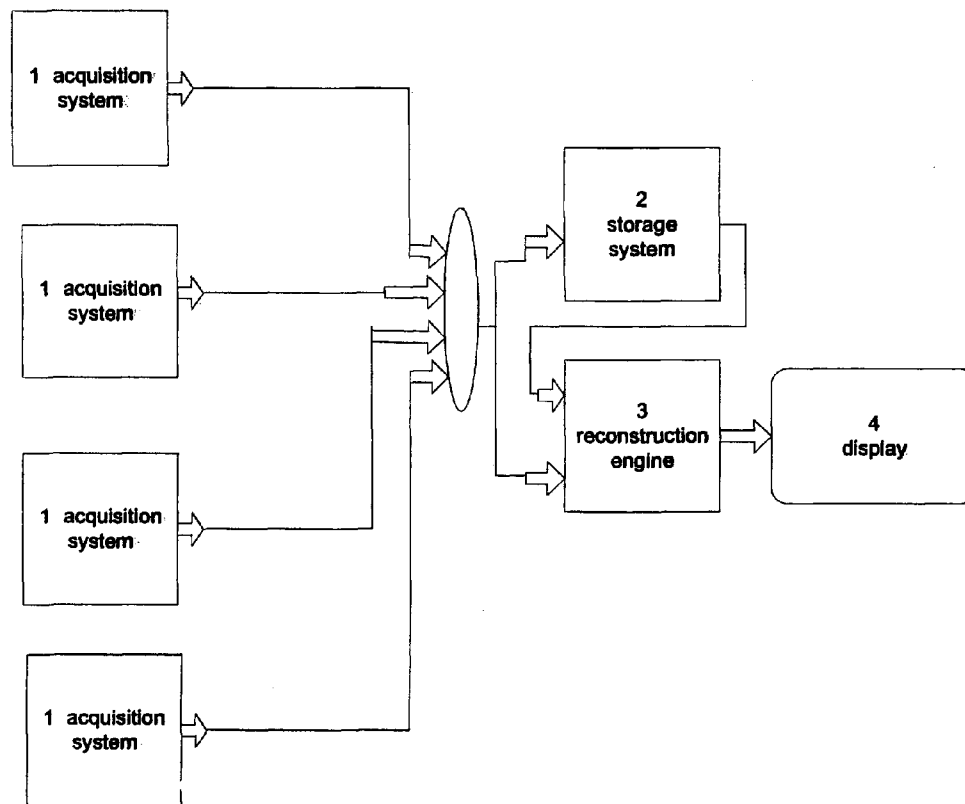 1 acquisition
system
1 acquisition
system
1 acquisition
system
1 acquisition
system
2
storage
system
3
reconstruction
engine
4
display